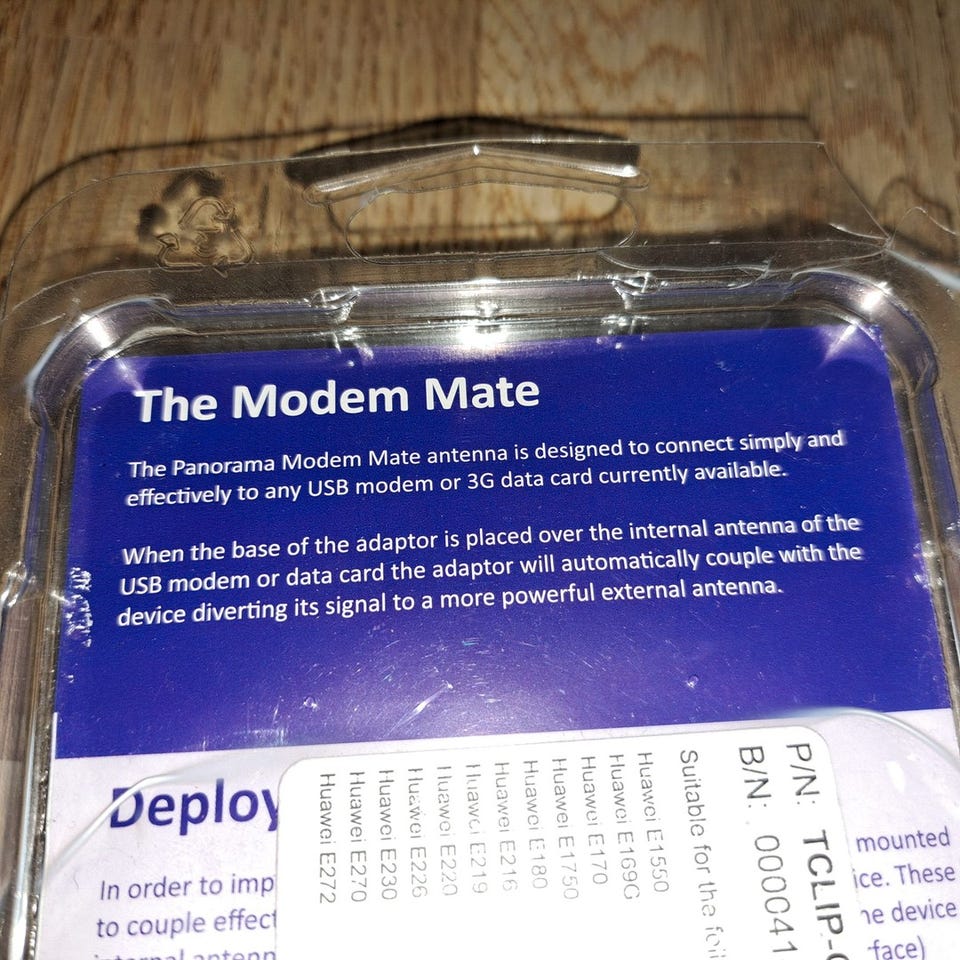 The Modem Mate
The Panorama Modem Mate antenna is designed to connect simply and
effectively to any USB modem or 3G data card currently available.
When the base of the adaptor is placed over the internal antenna of the
USB modem or data card the adaptor will automatically couple with the
device diverting its signal to a more powerful external antenna.
Deploy
In order to imp
to couple effect
internal antenn
mounted
ice. These
he device
face)
P/N: TCLIP-
B/N: 000041
Suitable for the
Huawei E1550
Huawei E169G
Huawei E170
Huawei E1750
Huawei E180
Huawei E216
Huawei E219
Huawei E220
Huawei E226
Huawei E230
Huawei E270
Huawei E272